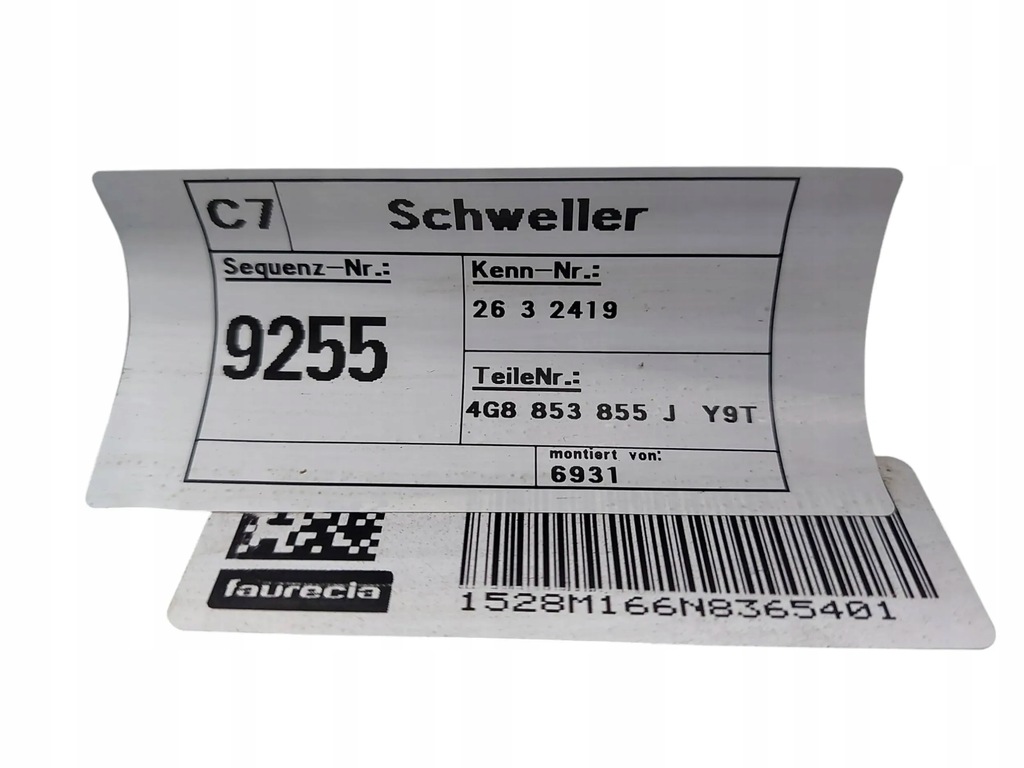 C7 Schweller
Sequenz-Nr.:
9255
Kenn-Nr.:
26 3 2419
TeileNr.:
4G8 853 855 J Y9T
montiert von:
6931
faurecia
1528M166N8365401